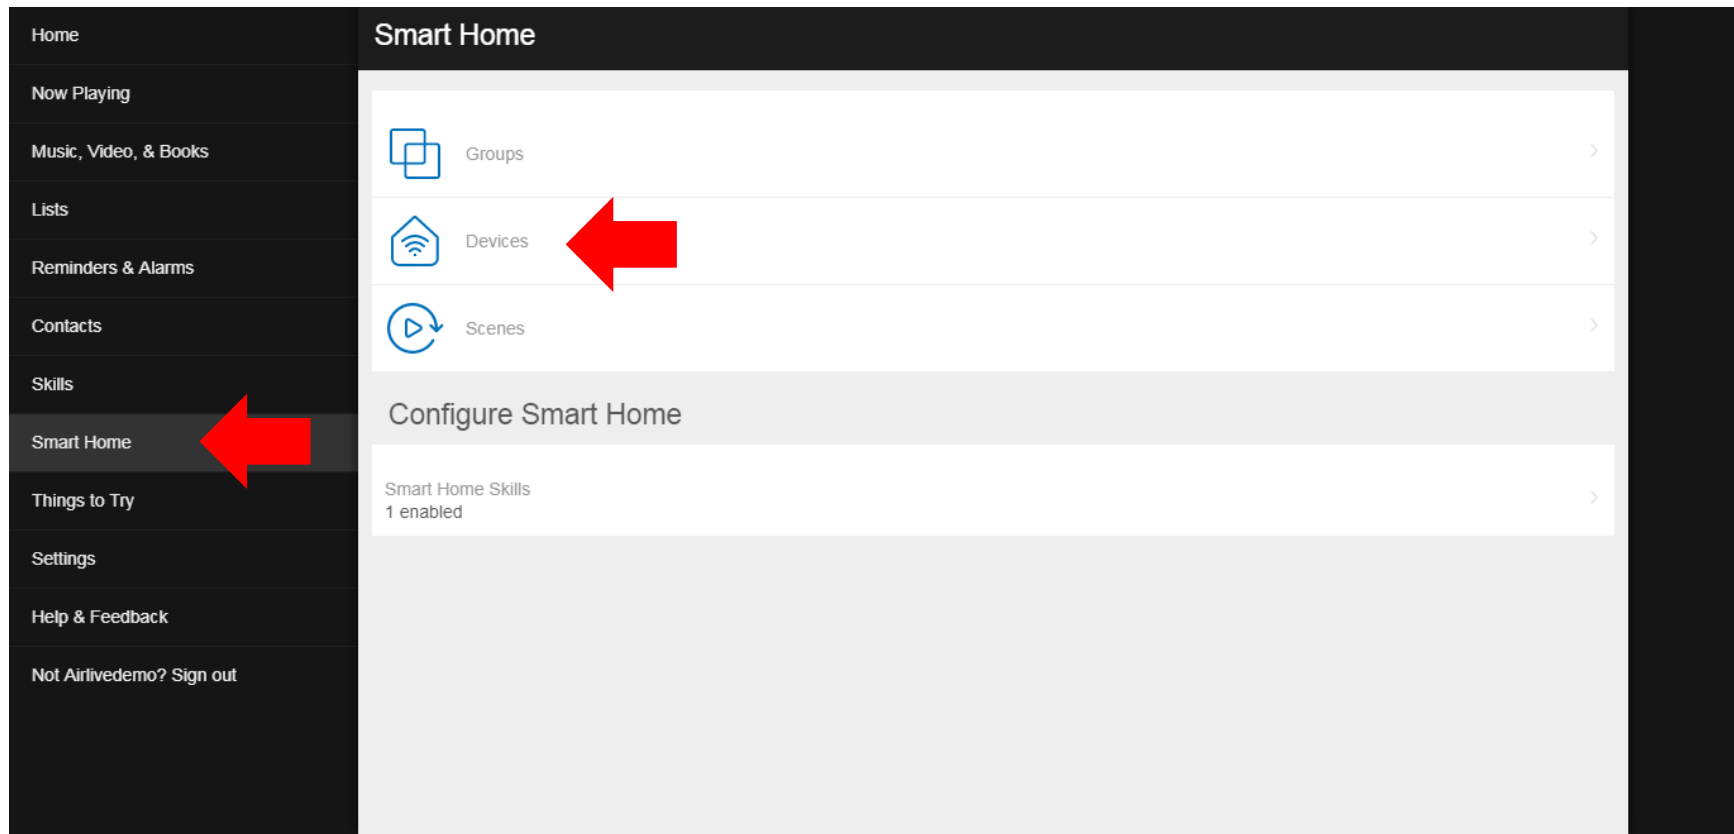 Home
Now Playing
Music, Video, & Books
Lists
Reminders & Alarms
Contacts
Skills
Smart Home
Things to Try
Settings
Help & Feedback
Not Airlivedemo? Sign out
Smart Home
Groups
Devices
Scenes
Configure Smart Home
Smart Home Skills
1 enabled